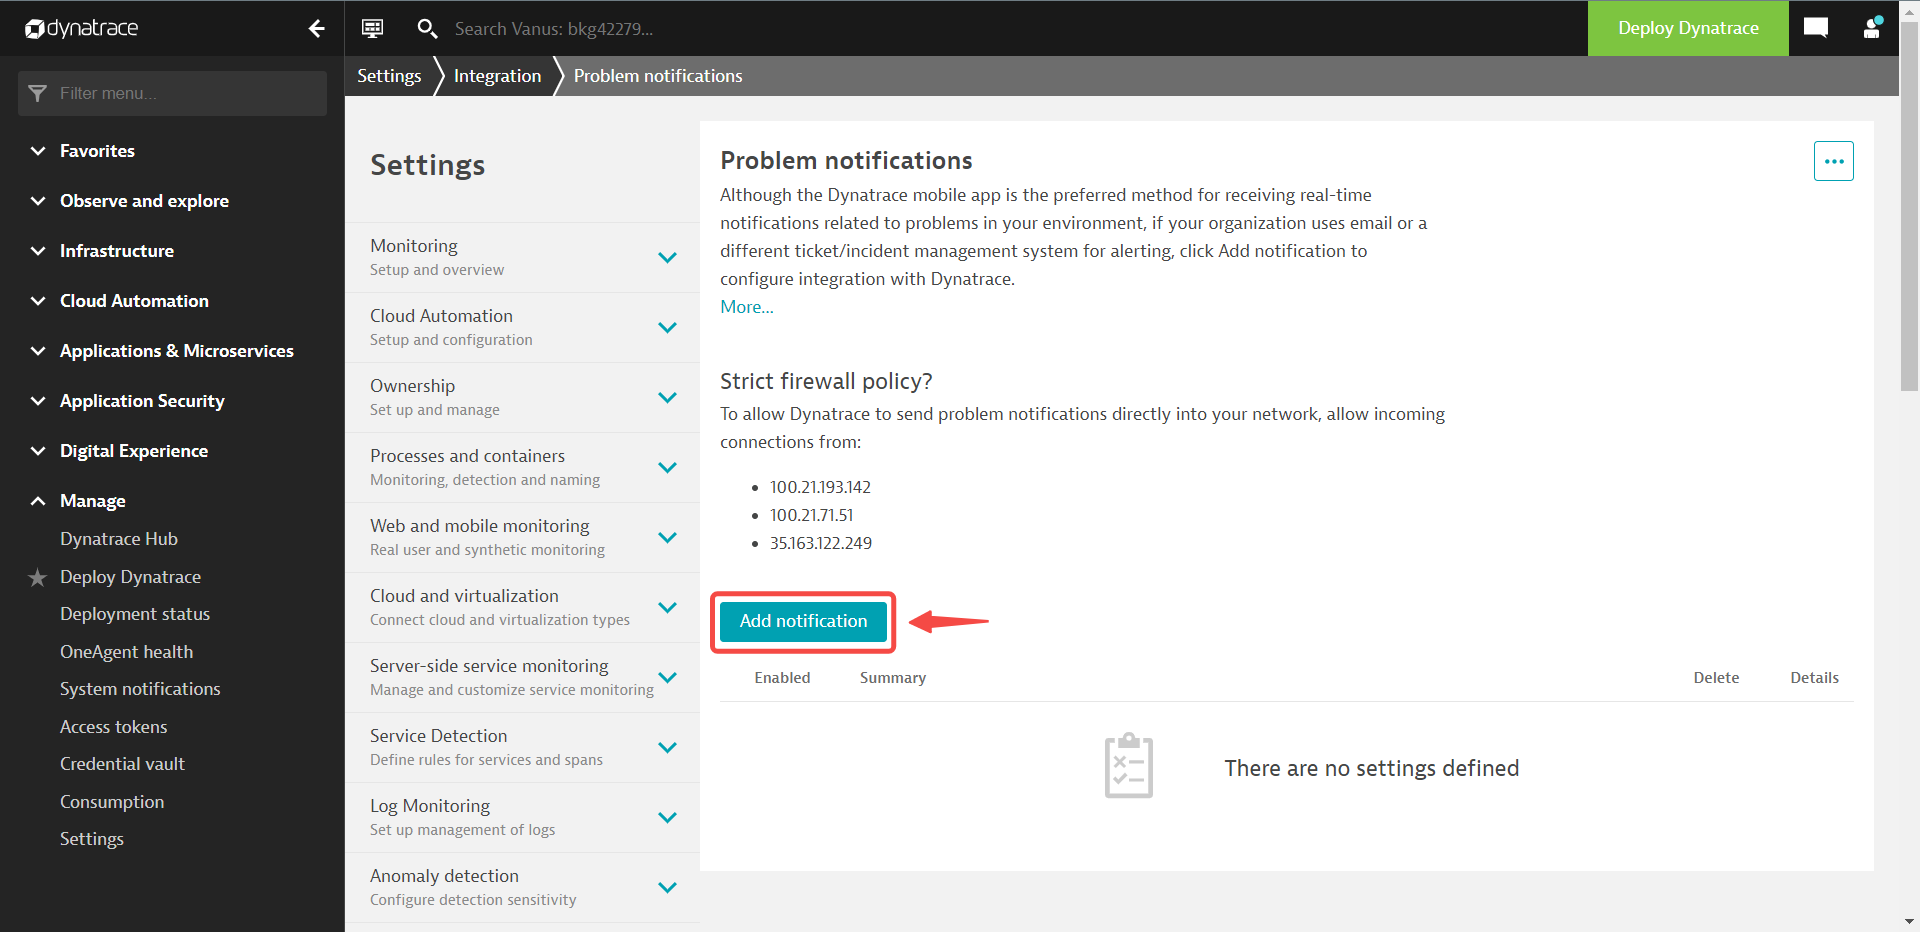 dynatrace
Search Vanus: bkg42279...
Deploy Dynatrace
Filter menu...
Favorites
Observe and explore
Infrastructure
Cloud Automation
Applications & Microservices
Application Security
Digital Experience
Manage
Dynatrace Hub
Deploy Dynatrace
Deployment status
OneAgent health
System notifications
Access tokens
Credential vault
Consumption
Settings
Settings
Integration
Problem notifications
Settings
Monitoring
Setup and overview
Cloud Automation
Setup and configuration
Ownership
Set up and manage
Processes and containers
Monitoring, detection and naming
Web and mobile monitoring
Real user and synthetic monitoring
Cloud and virtualization
Connect cloud and virtualization types
Server-side service monitoring
Manage and customize service monitoring
Service Detection
Define rules for services and spans
Log Monitoring
Set up management of logs
Anomaly detection
Configure detection sensitivity
Problem notifications
Although the Dynatrace mobile app is the preferred method for receiving real-time
notifications related to problems in your environment, if your organization uses email or a
different ticket/incident management system for alerting, click Add notification to
configure integration with Dynatrace.
More...
Strict firewall policy?
To allow Dynatrace to send problem notifications directly into your network, allow incoming
connections from:
100.21.193.142
100.21.71.51
35.163.122.249
Add notification
Enabled Summary Delete Details
There are no settings defined